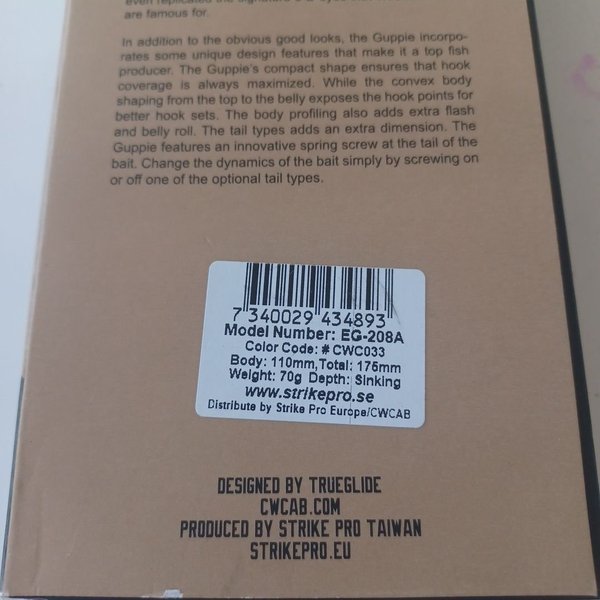 are famous for.
In addition to the obvious good looks, the Guppie incorpo-
rates some unique design features that make it a top fish
producer. The Guppie's compact shape ensures that hook
coverage is always maximized. While the convex body
shaping from the top to the belly exposes the hook points for
better hook sets. The body profiling also adds extra flash
and belly roll. The tail types adds an extra dimension. The
Guppie features an innovative spring screw at the tail of the
bait. Change the dynamics of the bait simply by screwing on
or off one of the optional tail types.
7 340029 434893
Model Number: EG-208A
Color Code: # CWC033
Body: 110mm,Total: 175mm
Weight: 70g Depth: Sinking
www.strikepro.se
Distribute by Strike Pro Europe/CWCAB
DESIGNED BY TRUEGLIDE
CWCAB.COM
PRODUCED BY STRIKE PRO TAIWAN
STRIKEPRO.EU